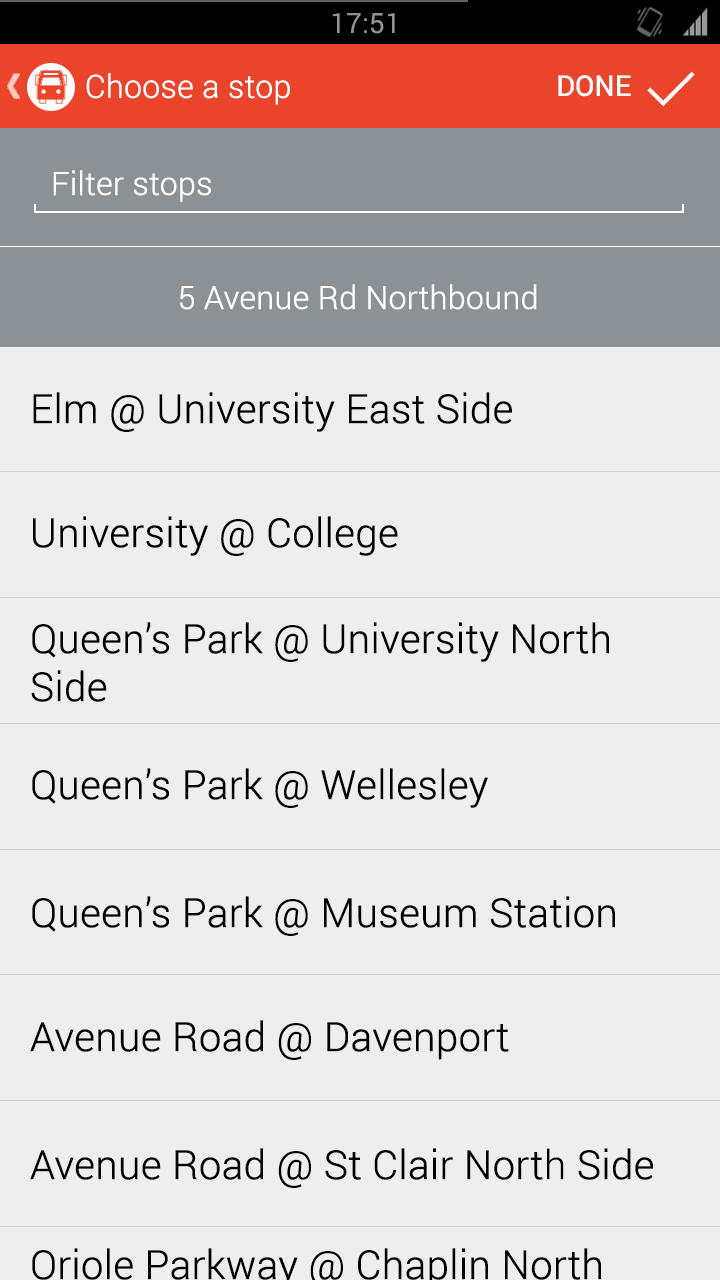 17:51
Choose a stop
DONE
Filter stops
5 Avenue Rd Northbound
Elm @ University East Side
University @ College
Queen's Park @ University North
Side
Queen's Park @ Wellesley
Queen's Park @ Museum Station
Avenue Road @ Davenport
Avenue Road @ St Clair North Side
Oriole Parkway @ Chaplin North